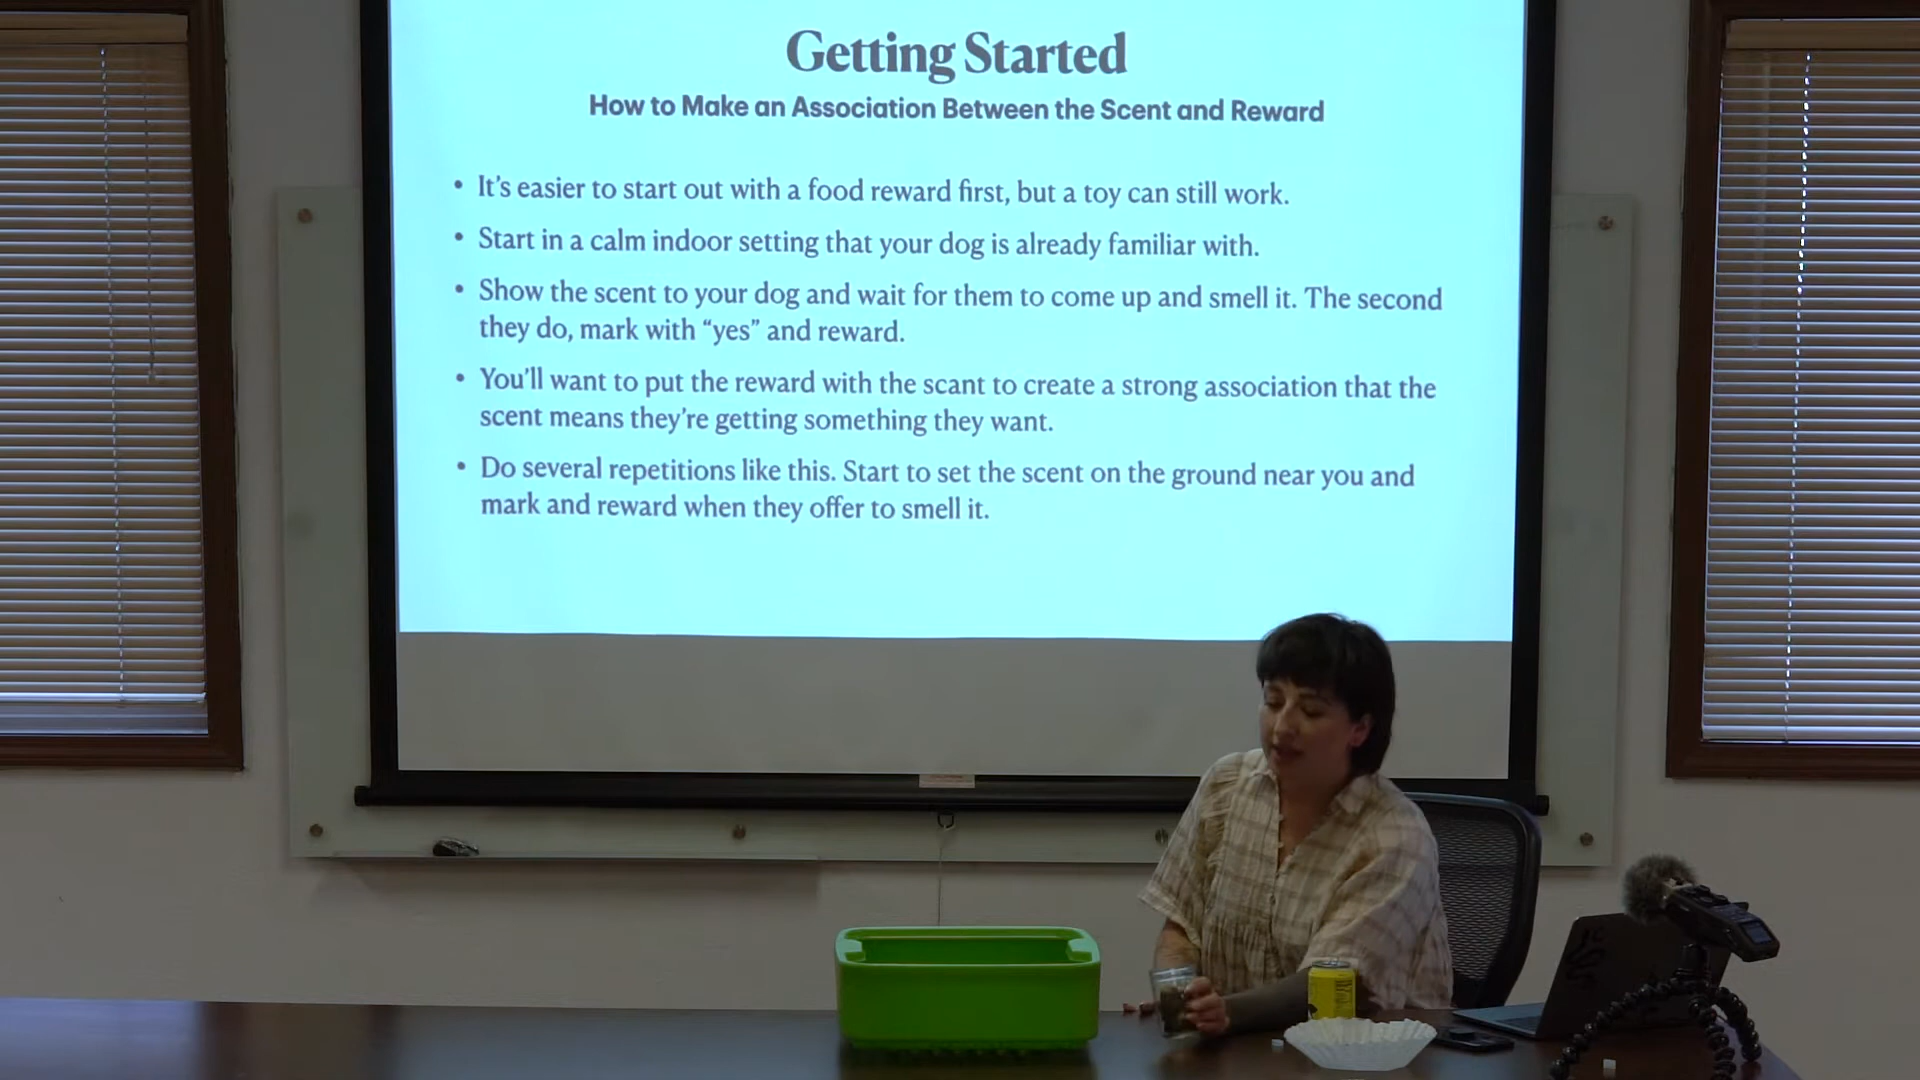 Getting Started
How to Make an Association Between the Scent and Reward
• It's easier to start out with a food reward first, but a toy can still work.
• Start in a calm indoor setting that your dog is already familiar with.
• Show the scent to your dog and wait for them to come up and smell it. The second
they do, mark with “yes” and reward.
• You'll want to put the reward with the scant to create a strong association that the
scent means they're getting something they want.
• Do several repetitions like this. Start to set the scent on the ground near you and
mark and reward when they offer to smell it.